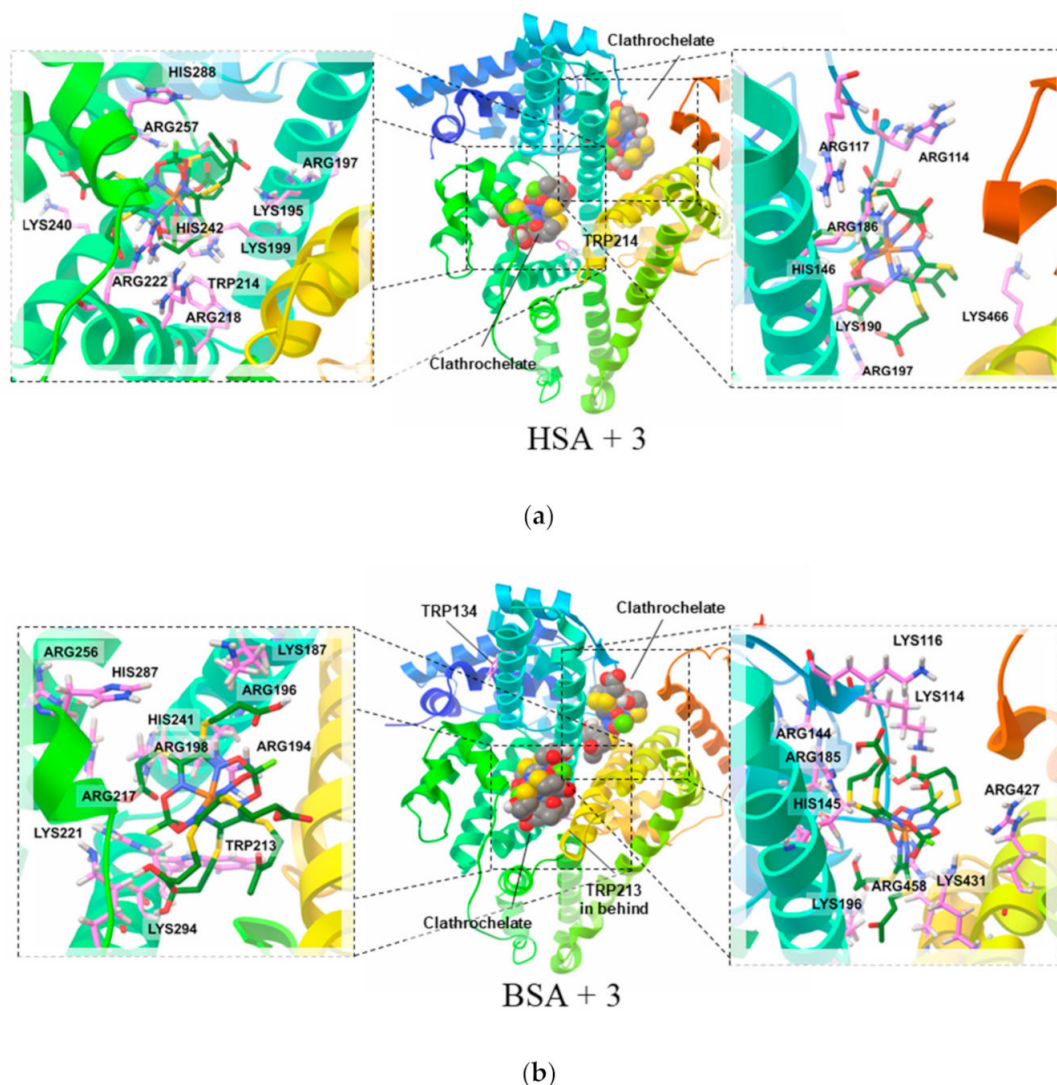 HIS288
ARG257
ARG197
LYS195
LYS240
HIS242
LYS199
ARG222
TRP214
ARG218
Clathrochelate
TRP214
Clathrochelate
ARG117
ARG114
ARG186
HIS146
LYS190
LYS466
ARG197
HSA + 3
(a)
ARG256
LYS187
HIS287
ARG196
HIS241
ARG198
ARG194
ARG217
LYS221
TRP213
LYS294
TRP134
Clathrochelate
TRP213
in behind
Clathrochelate
LYS116
LYS114
ARG144
ARG185
ARG427
HIS145
LYS431
ARG458
LYS196
BSA + 3
(b)